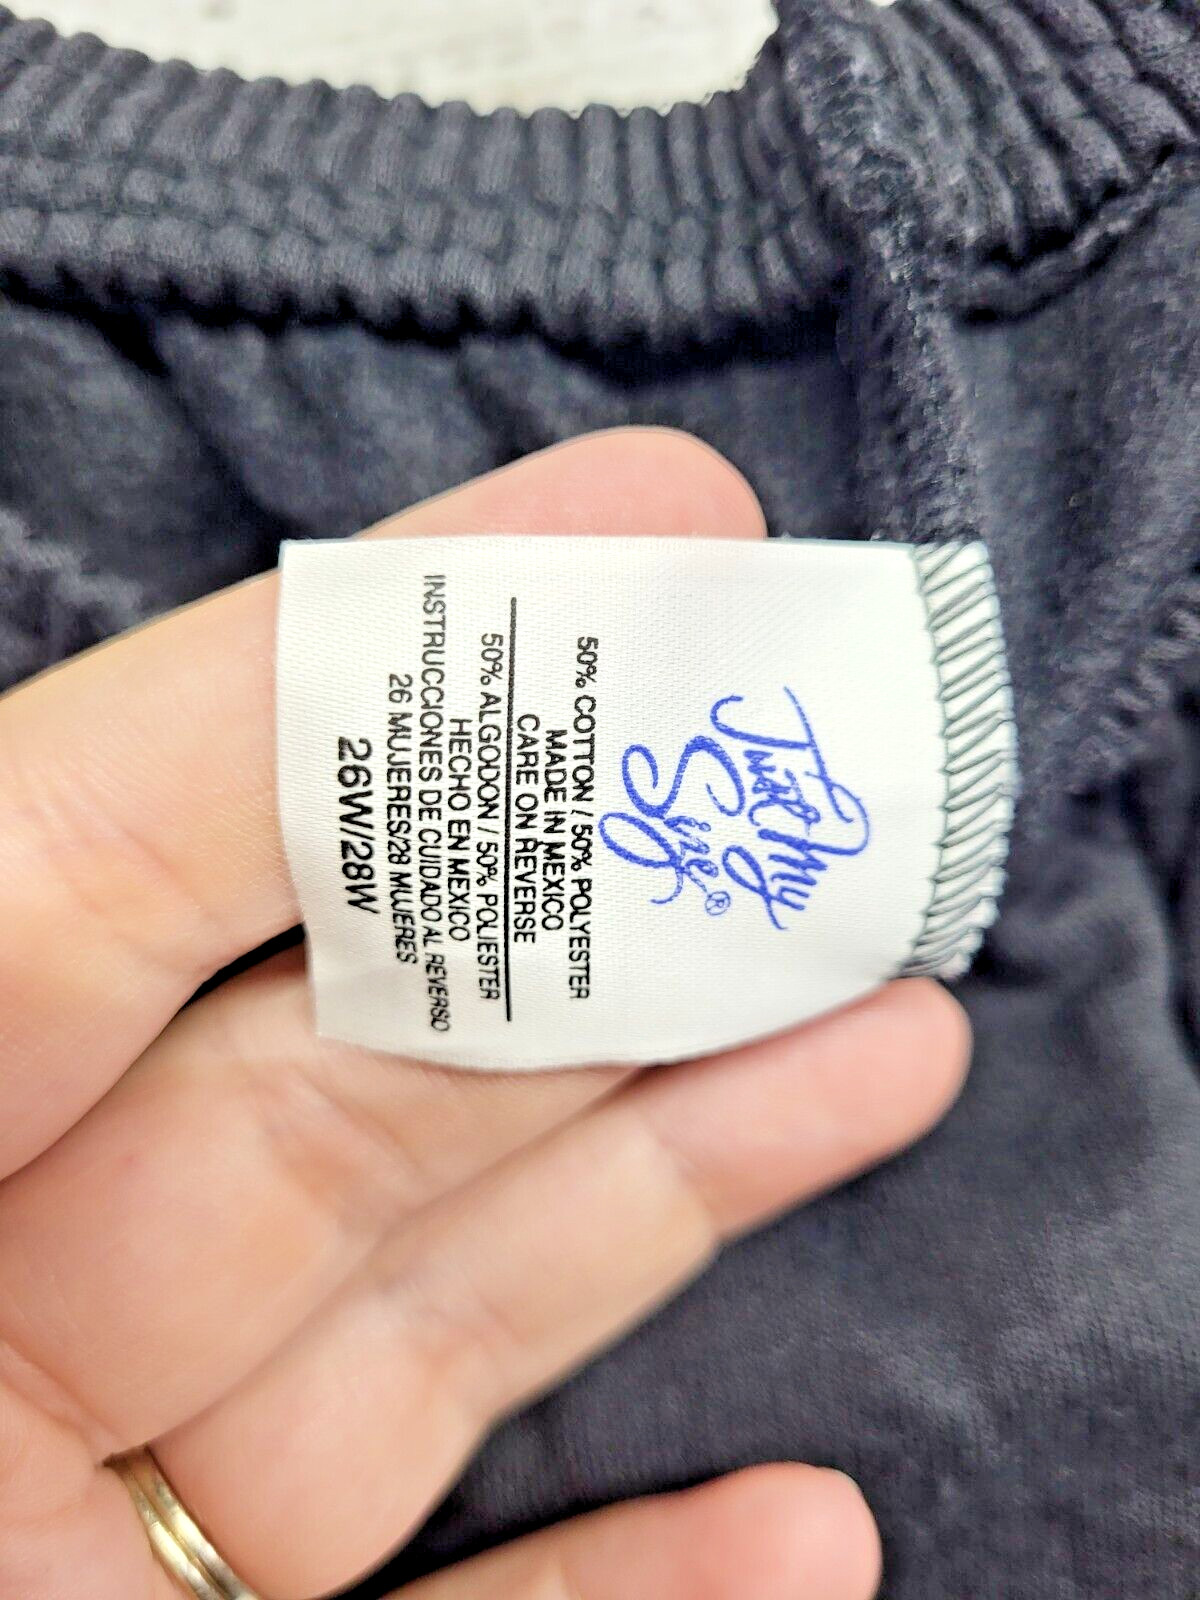 Just My
Size®
50% COTTON / 50% POLYESTER
MADE IN MEXICO
CARE ON REVERSE
50% ALGODON / 50% POLIESTER
HECHO EN MEXICO
INSTRUCCIONES DE CUIDADO AL REVERSO
26 MUJERES/28 MUJERES
26W/28W